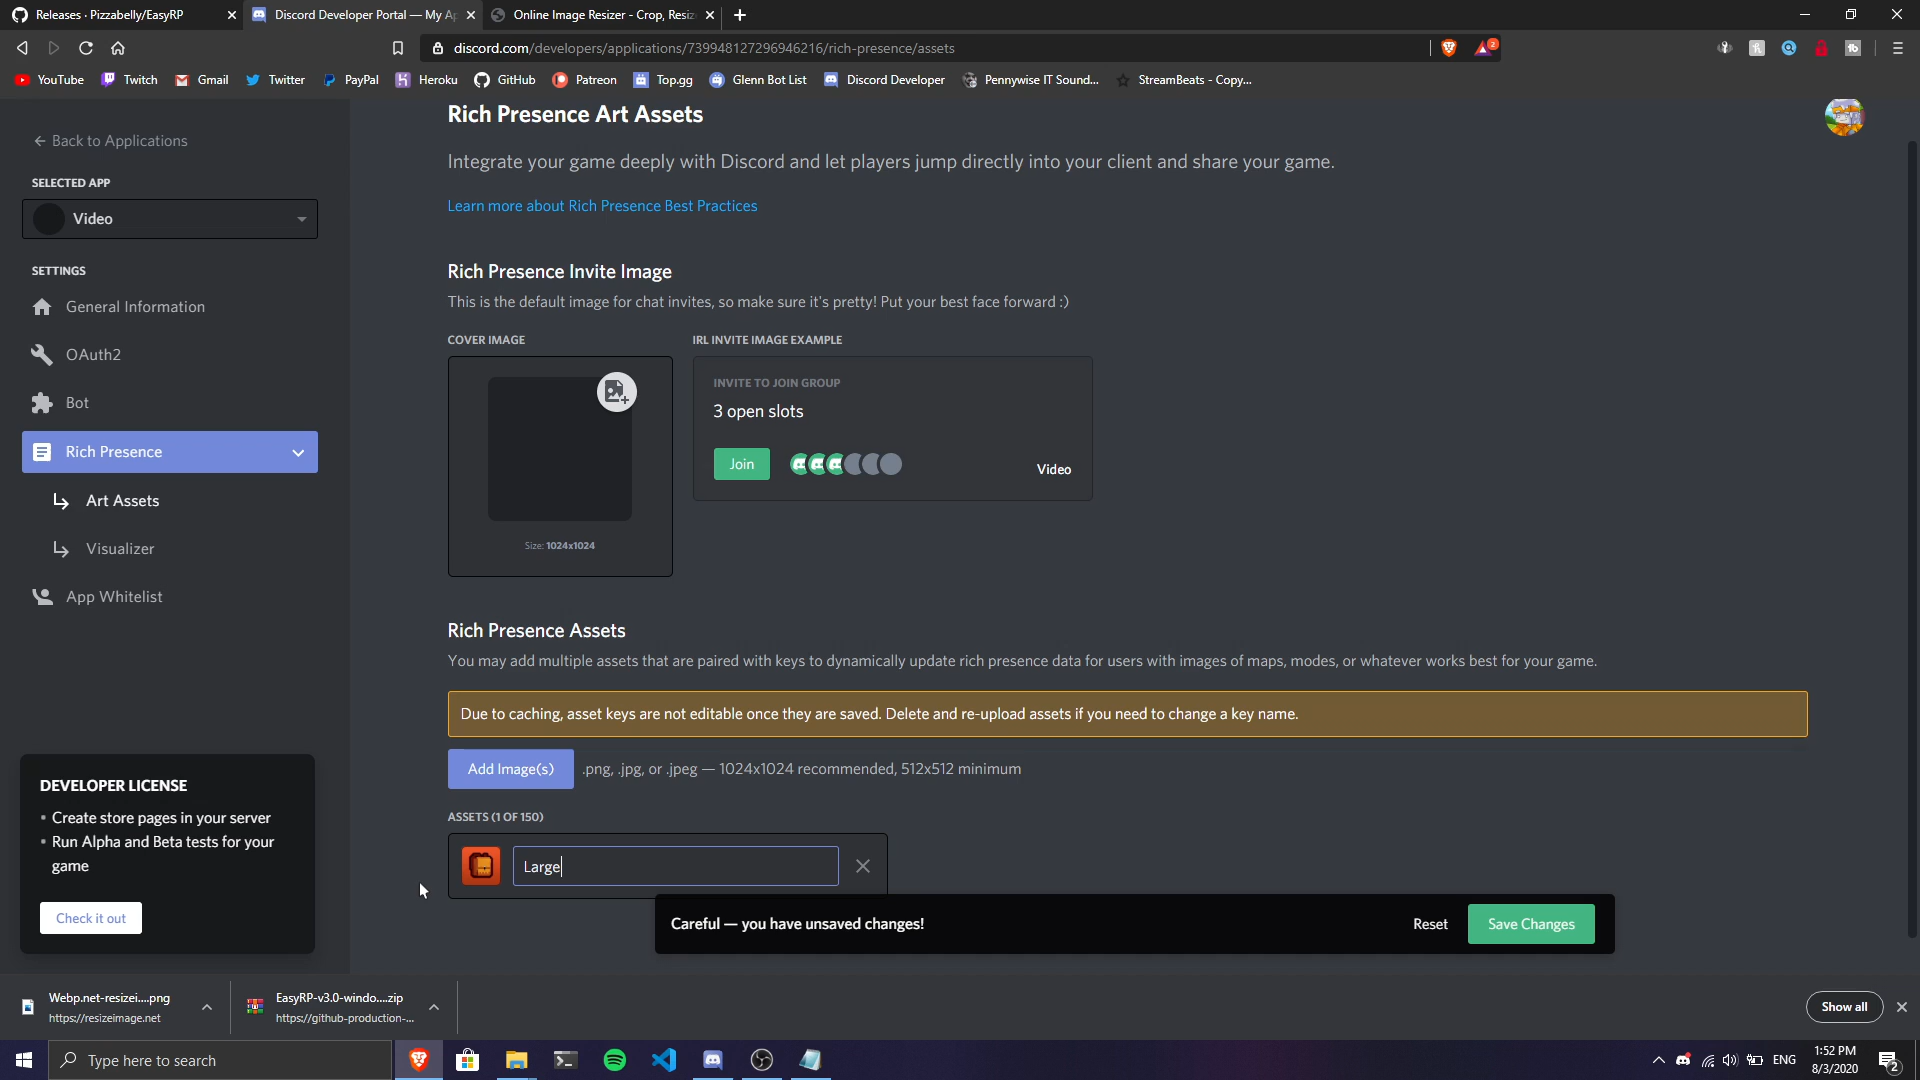 Releases · Pizzabelly/EasyRP
Discord Developer Portal — My Ap
Online Image Resizer - Crop, Resiz
discord.com/developers/applications/739948127296946216/rich-presence/assets
2
YouTube
Twitch
Gmail
Twitter
PayPal
Heroku
GitHub
Patreon
Top.gg
Glenn Bot List
Discord Developer
Pennywise IT Sound...
StreamBeats - Copy...
Back to Applications
SELECTED APP
Video
SETTINGS
General Information
OAuth2
Bot
Rich Presence
Art Assets
Visualizer
App Whitelist
DEVELOPER LICENSE
• Create store pages in your server
• Run Alpha and Beta tests for your
game
Check it out
Rich Presence Art Assets
Integrate your game deeply with Discord and let players jump directly into your client and share your game.
Learn more about Rich Presence Best Practices
Rich Presence Invite Image
This is the default image for chat invites, so make sure it's pretty! Put your best face forward :)
COVER IMAGE
Size: 1024x1024
IRL INVITE IMAGE EXAMPLE
INVITE TO JOIN GROUP
3 open slots
Join
Video
Rich Presence Assets
You may add multiple assets that are paired with keys to dynamically update rich presence data for users with images of maps, modes, or whatever works best for your game.
Due to caching, asset keys are not editable once they are saved. Delete and re-upload assets if you need to change a key name.
Add Image(s)
.png, .jpg, or .jpeg — 1024x1024 recommended, 512x512 minimum
ASSETS (1 OF 150)
Large
Careful — you have unsaved changes!
Reset
Save Changes
Webp.net-resizei....png
https://resizeimage.net
EasyRP-v3.0-windo....zip
https://github-production-...
Show all
Type here to search
ENG
1:52 PM
8/3/2020
2